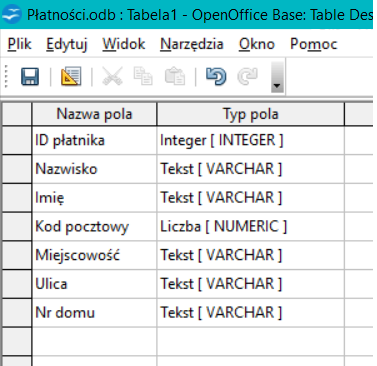 Płatności.odb : Tabela1 - OpenOffice Base: Table Des
Plik Edytuj Widok Narzędzia Okno Pomoc
Nazwa pola Typ pola
ID płatnika Integer [ INTEGER ]
Nazwisko Tekst [ VARCHAR ]
Imię Tekst [ VARCHAR ]
Kod pocztowy Liczba [ NUMERIC ]
Miejscowość Tekst [ VARCHAR ]
Ulica Tekst [ VARCHAR ]
Nr domu Tekst [ VARCHAR ]